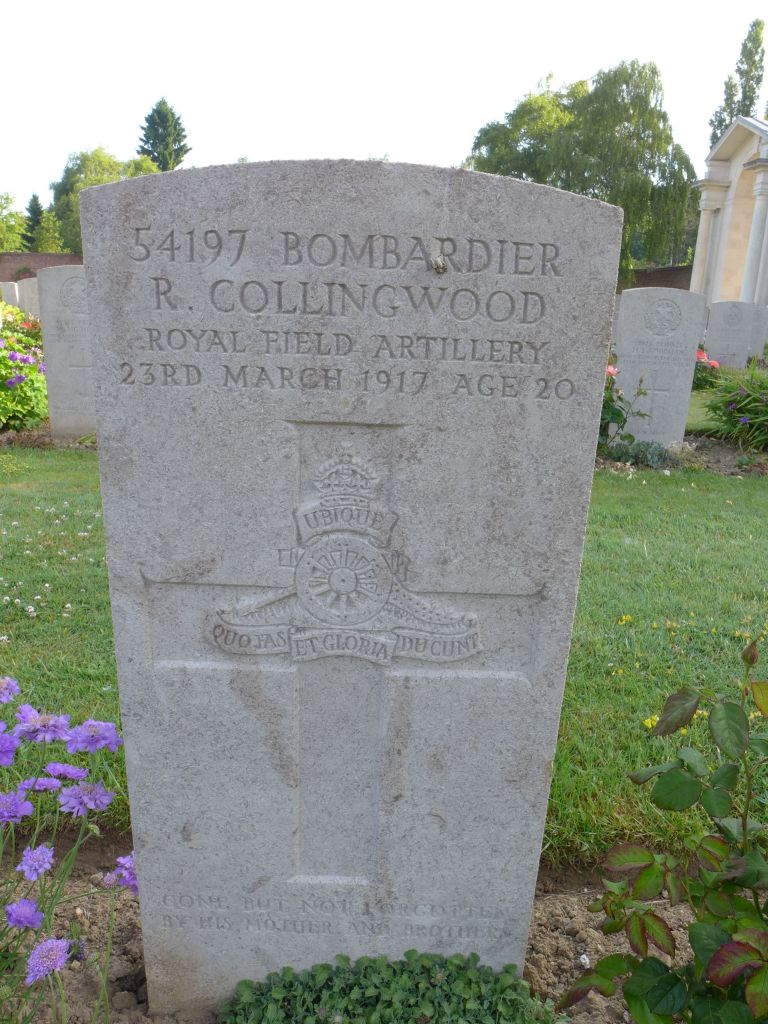 54197 BOMBARDIER
R. COLLINGWOOD
ROYAL FIELD ARTILLERY
23RD MARCH 1917 AGE 20
UBIQUE
QUO FAS ET GLORIA DUCUNT
GONE BUT NOT FORGOTTEN
BY HIS MOTHER AND BROTHERS